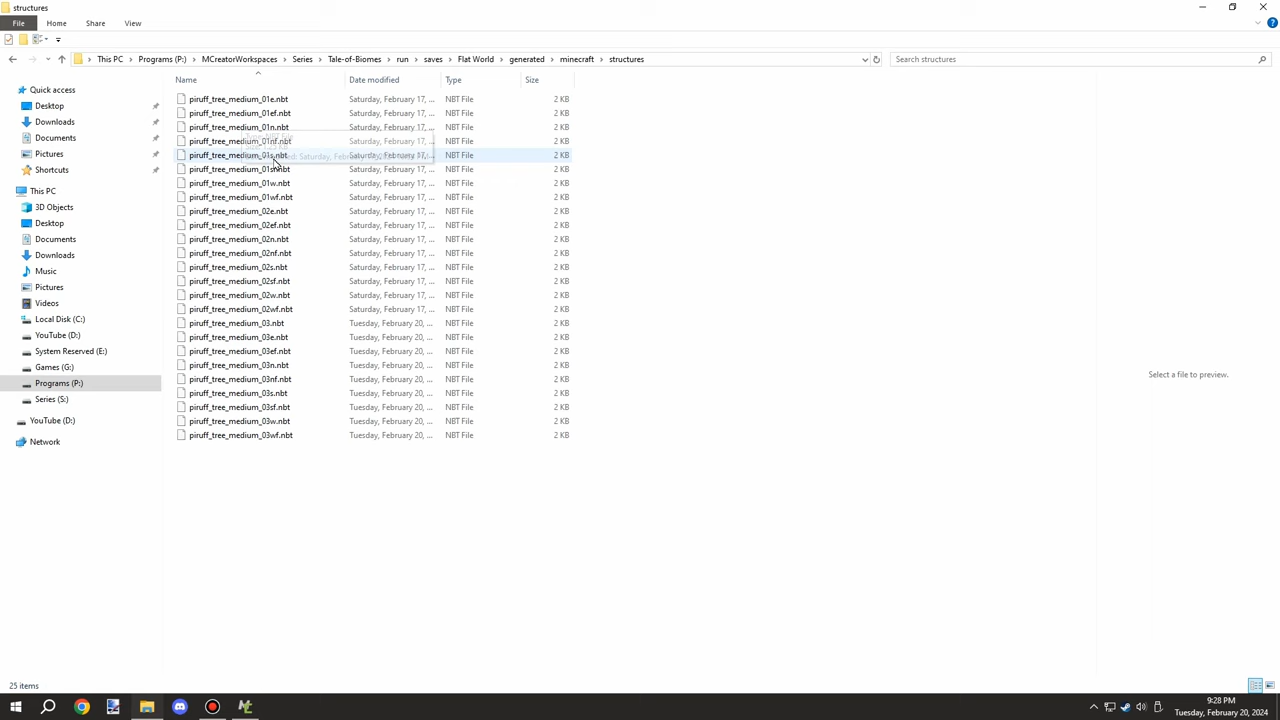 structures
File Home Share View
This PC Programs (P:) MCreatorWorkspaces Series Tale-of-Biomes run saves Flat World generated minecraft structures
Search structures
Name Date modified Type Size
Quick access
Desktop
Downloads
Documents
Pictures
Shortcuts
This PC
3D Objects
Desktop
Documents
Downloads
Music
Pictures
Videos
Local Disk (C:)
YouTube (D:)
System Reserved (E:)
Games (G:)
Programs (P:)
Series (S:)
YouTube (D:)
Network
piruff_tree_medium_01e.nbt Saturday, February 17, ... NBT File 2 KB
piruff_tree_medium_01ef.nbt Saturday, February 17, ... NBT File 2 KB
piruff_tree_medium_01n.nbt Saturday, February 17, ... NBT File 2 KB
piruff_tree_medium_01nf.nbt Saturday, February 17, ... NBT File 2 KB
piruff_tree_medium_01s.nbt Saturday, February 17, ... NBT File 2 KB
piruff_tree_medium_01sf.nbt Saturday, February 17, ... NBT File 2 KB
piruff_tree_medium_01w.nbt Saturday, February 17, ... NBT File 2 KB
piruff_tree_medium_01wf.nbt Saturday, February 17, ... NBT File 2 KB
piruff_tree_medium_02e.nbt Saturday, February 17, ... NBT File 2 KB
piruff_tree_medium_02ef.nbt Saturday, February 17, ... NBT File 2 KB
piruff_tree_medium_02n.nbt Saturday, February 17, ... NBT File 2 KB
piruff_tree_medium_02nf.nbt Saturday, February 17, ... NBT File 2 KB
piruff_tree_medium_02s.nbt Saturday, February 17, ... NBT File 2 KB
piruff_tree_medium_02sf.nbt Saturday, February 17, ... NBT File 2 KB
piruff_tree_medium_02w.nbt Saturday, February 17, ... NBT File 2 KB
piruff_tree_medium_02wf.nbt Saturday, February 17, ... NBT File 2 KB
piruff_tree_medium_03.nbt Tuesday, February 20, ... NBT File 2 KB
piruff_tree_medium_03e.nbt Tuesday, February 20, ... NBT File 2 KB
piruff_tree_medium_03ef.nbt Tuesday, February 20, ... NBT File 2 KB
piruff_tree_medium_03n.nbt Tuesday, February 20, ... NBT File 2 KB
piruff_tree_medium_03nf.nbt Tuesday, February 20, ... NBT File 2 KB
piruff_tree_medium_03s.nbt Tuesday, February 20, ... NBT File 2 KB
piruff_tree_medium_03sf.nbt Tuesday, February 20, ... NBT File 2 KB
piruff_tree_medium_03w.nbt Tuesday, February 20, ... NBT File 2 KB
piruff_tree_medium_03wf.nbt Tuesday, February 20, ... NBT File 2 KB
Select a file to preview.
25 items
9:28 PM
Tuesday, February 20, 2024